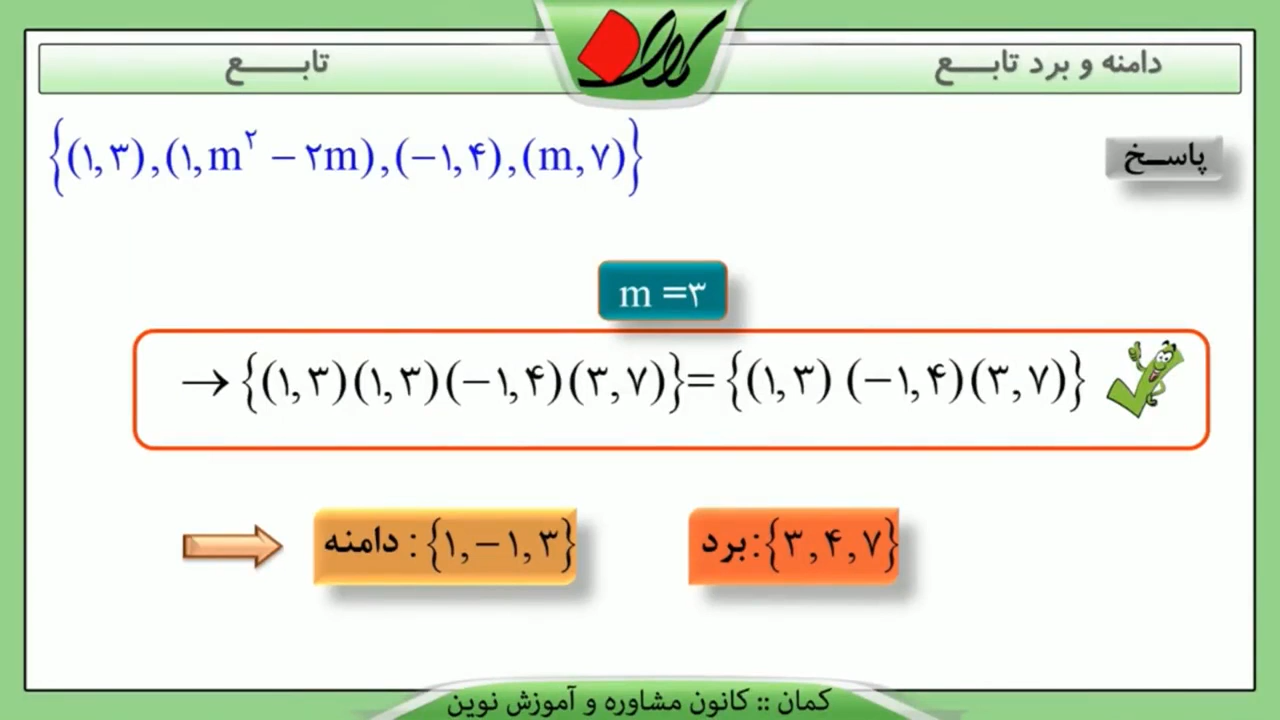 دامنه و برد تابـــع
تابـــــــع
پاســخ
{(۱,۳),(۱,m² − ۲m),(−۱,۴),(m,۷)}
m =۳
→ {(۱,۳)(۱,۳)(−۱,۴)(۳,۷)}={(۱,۳) (−۱,۴)(۳,۷)}
دامنه : {۱,−۱,۳}
برد:{۳,۴,۷}
کمان :: کانون مشاوره و آموزش نوین